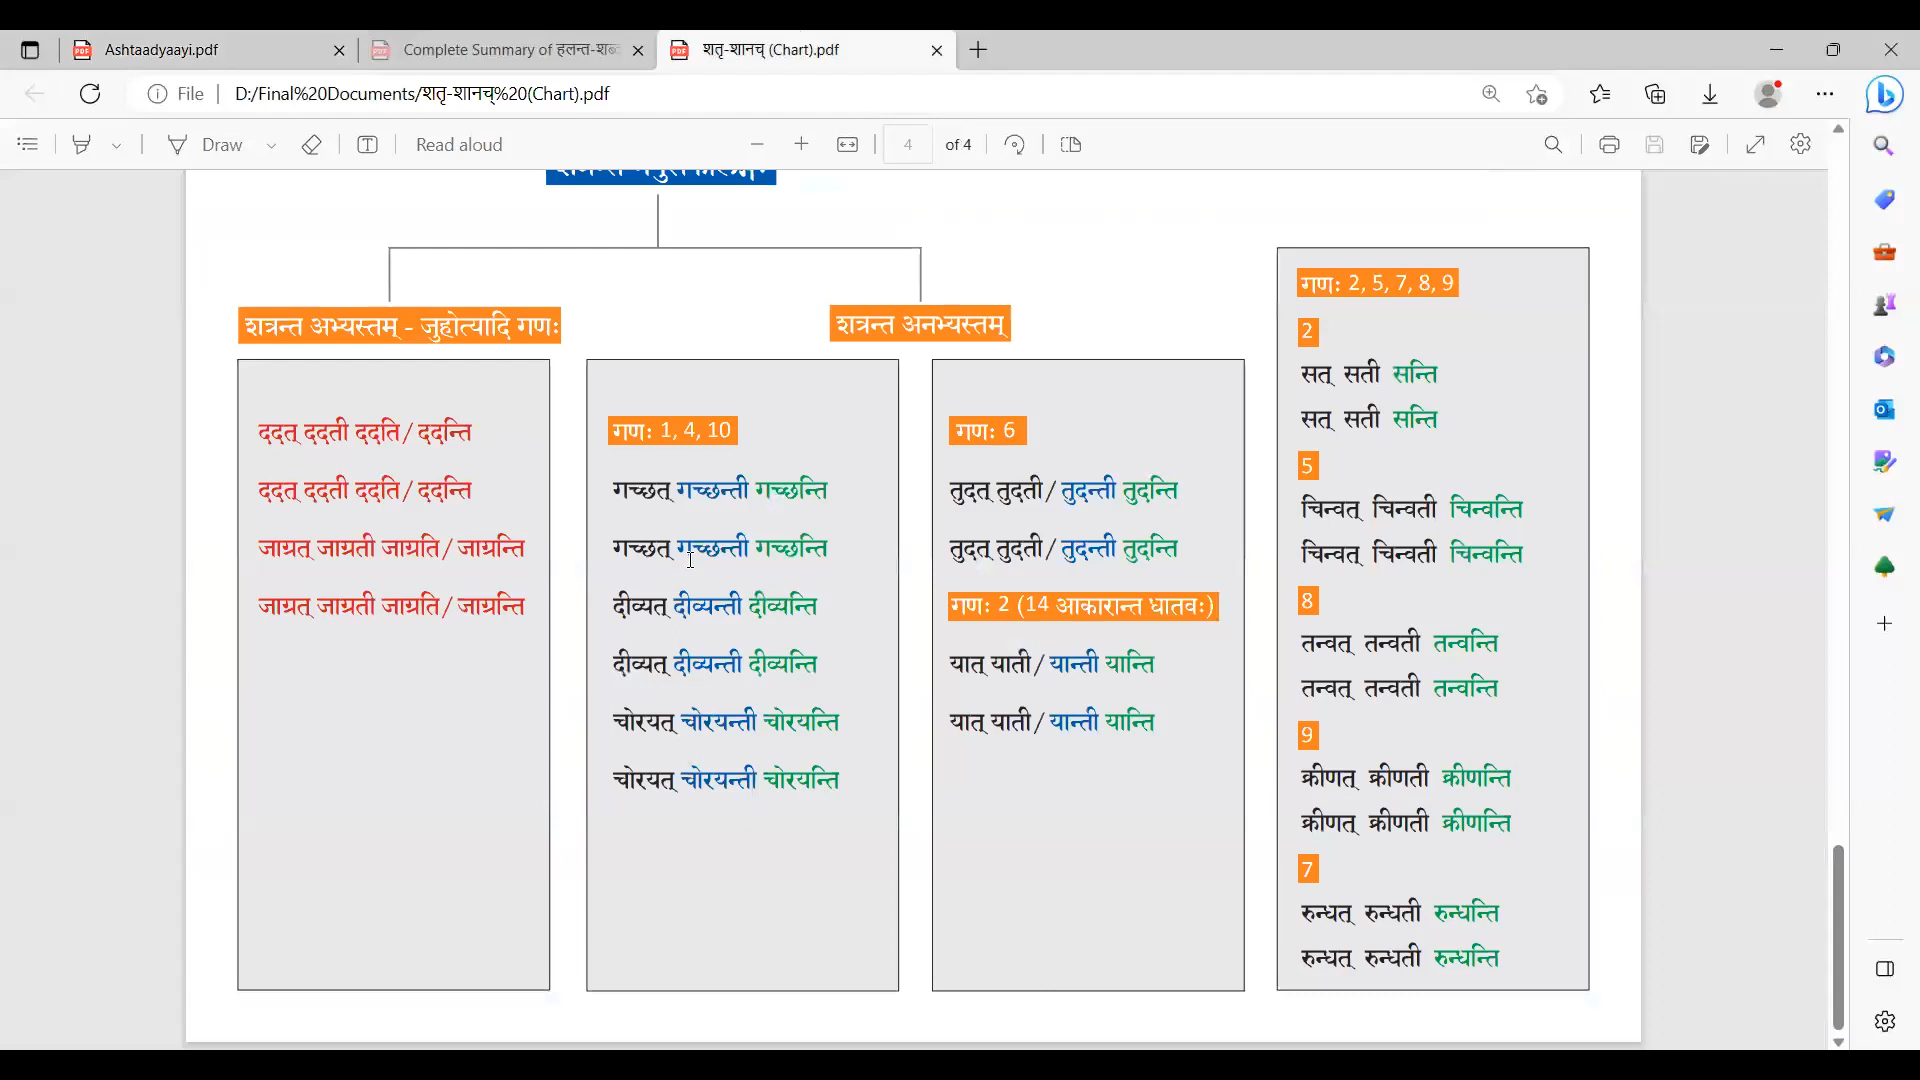 Ashtaadyaayi.pdf
Complete Summary of हलन्त-शब्द
शतृ-शानच् (Chart).pdf
File
D:/Final%20Documents/शतृ-शानच्%20(Chart).pdf
Draw
Read aloud
4 of 4
शत्रन्त अभ्यस्तम् - जुहोत्यादि गणः
ददत् ददती ददति/ ददन्ति
ददत् ददती ददति/ ददन्ति
जाग्रत् जाग्रती जाग्रति/ जाग्रन्ति
जाग्रत् जाग्रती जाग्रति/ जाग्रन्ति
शत्रन्त अनभ्यस्तम्
गणः 1, 4, 10
गच्छत् गच्छन्ती गच्छन्ति
गच्छत् गच्छन्ती गच्छन्ति
दीव्यत् दीव्यन्ती दीव्यन्ति
दीव्यत् दीव्यन्ती दीव्यन्ति
चोरयत् चोरयन्ती चोरयन्ति
चोरयत् चोरयन्ती चोरयन्ति
गणः 6
तुदत् तुदती/ तुदन्ती तुदन्ति
तुदत् तुदती/ तुदन्ती तुदन्ति
गणः 2 (14 आकारान्त धातवः)
यात् याती/ यान्ती यान्ति
यात् याती/ यान्ती यान्ति
गणः 2, 5, 7, 8, 9
2
सत् सती सन्ति
सत् सती सन्ति
5
चिन्वत् चिन्वती चिन्वन्ति
चिन्वत् चिन्वती चिन्वन्ति
8
तन्वत् तन्वती तन्वन्ति
तन्वत् तन्वती तन्वन्ति
9
क्रीणत् क्रीणती क्रीणन्ति
क्रीणत् क्रीणती क्रीणन्ति
7
रुन्धत् रुन्धती रुन्धन्ति
रुन्धत् रुन्धती रुन्धन्ति